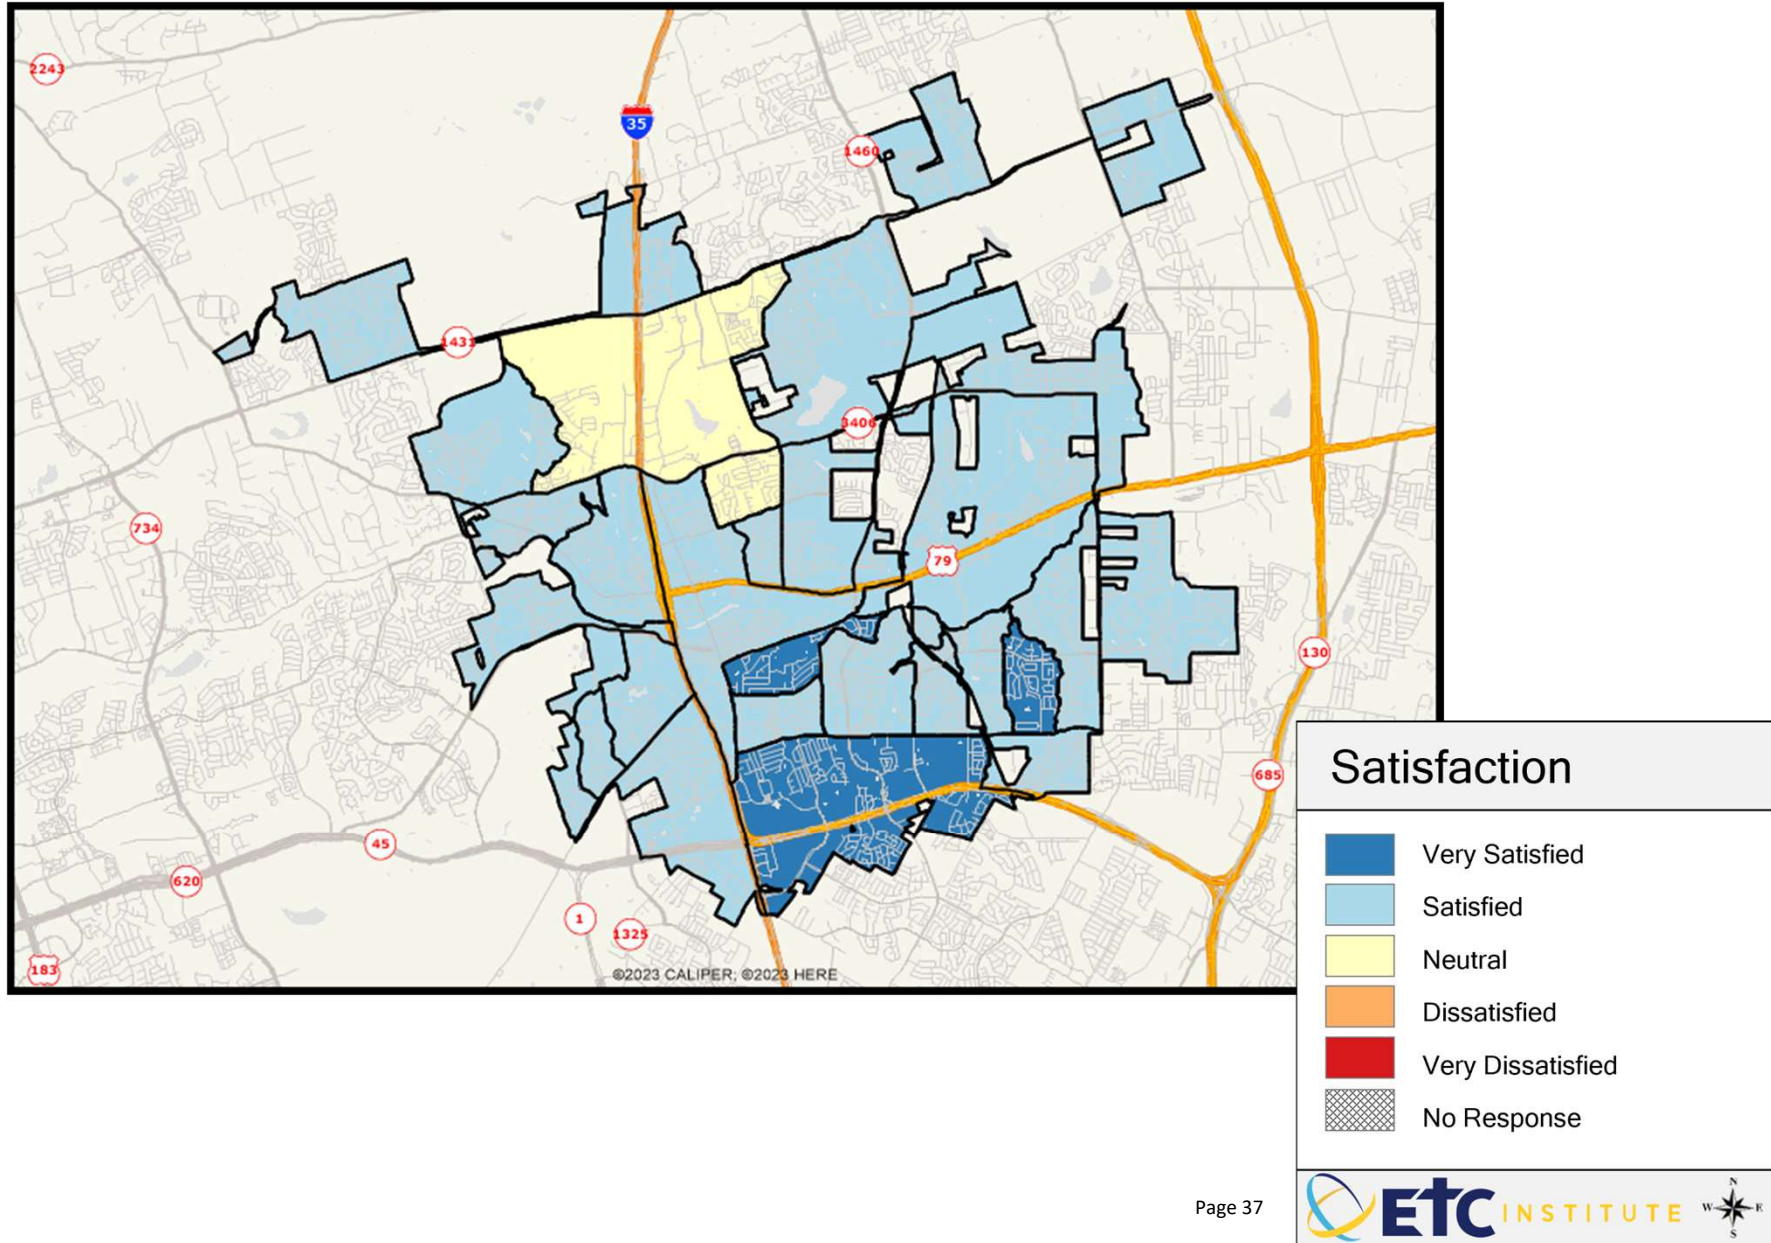 2243
35
1460
1431
3406
734
79
130
685
45
620
1
1325
183
©2023 CALIPER; ©2023 HERE
Satisfaction
Very Satisfied
Satisfied
Neutral
Dissatisfied
Very Dissatisfied
No Response
Page 37
ETC INSTITUTE
N
W E
S